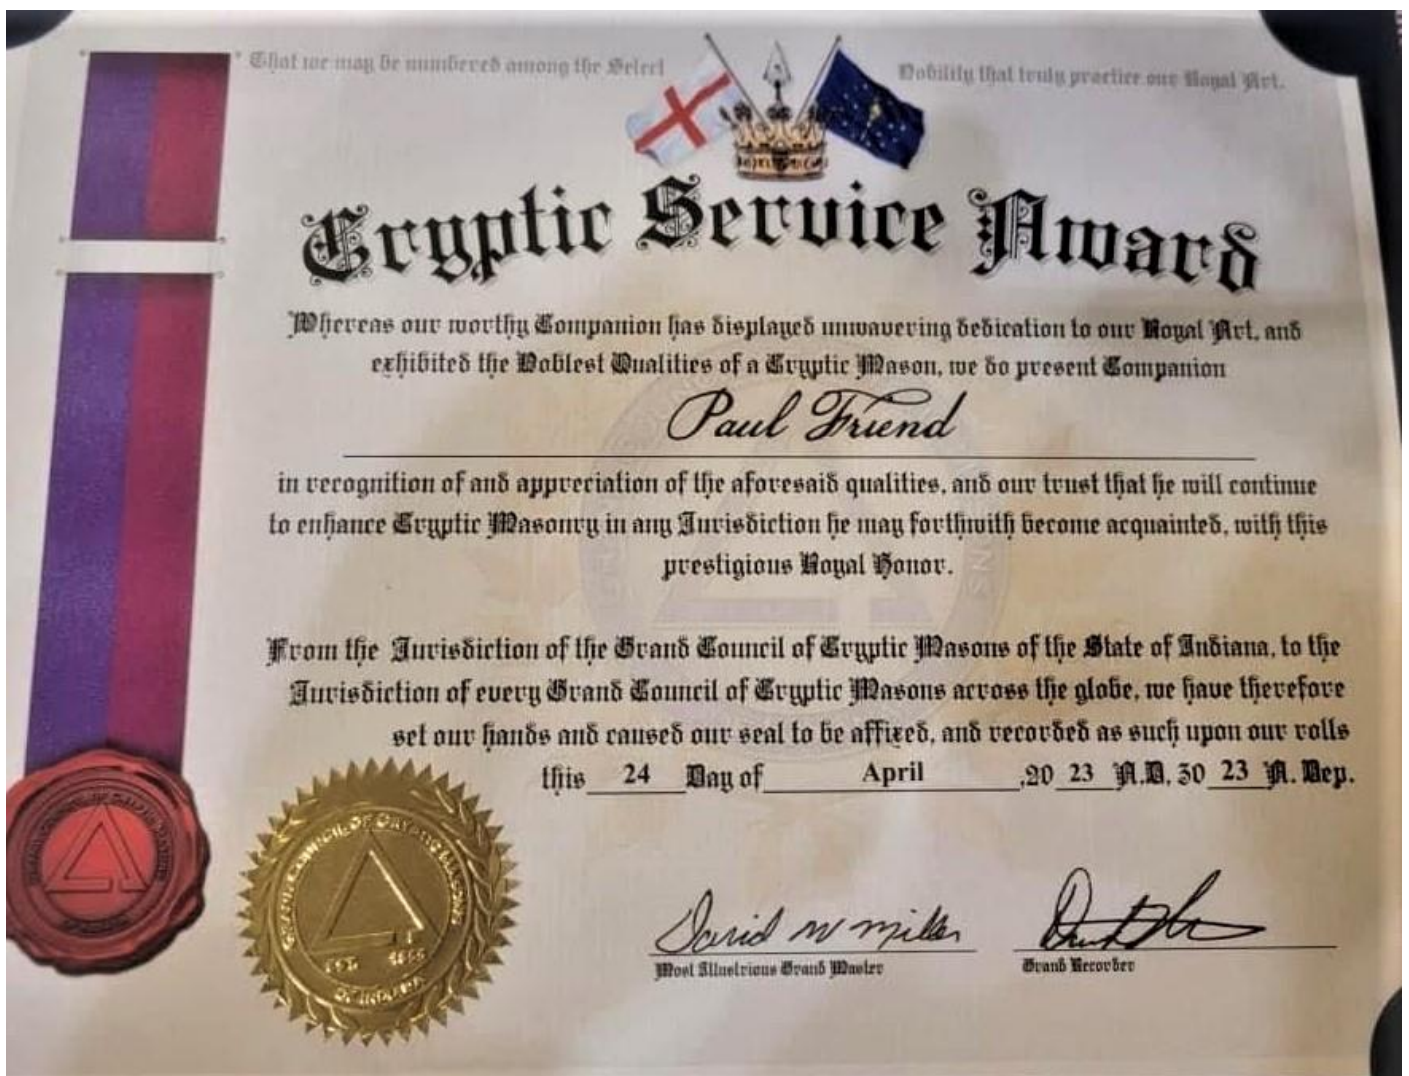 That we may be numbered among the Select
Nobility that truly practice our Royal Art.
Cryptic Service Award
Whereas our worthy Companion has displayed unwavering dedication to our Royal Art, and
exhibited the Noblest Qualities of a Cryptic Mason, we do present Companion
Paul Friend
in recognition of and appreciation of the aforesaid qualities, and our trust that he will continue
to enhance Cryptic Masonry in any Jurisdiction he may forthwith become acquainted, with this
prestigious Royal Honor.
From the Jurisdiction of the Grand Council of Cryptic Masons of the State of Indiana, to the
Jurisdiction of every Grand Council of Cryptic Masons across the globe, we have therefore
set our hands and caused our seal to be affixed, and recorded as such upon our rolls
this 24 Day of April ,20 23 A.D. 30 23 A. Dep.
GRAND COUNCIL OF CRYPTIC MASONS
OF INDIANA
David W Miller
Most Illustrious Grand Master
Grand Recorder